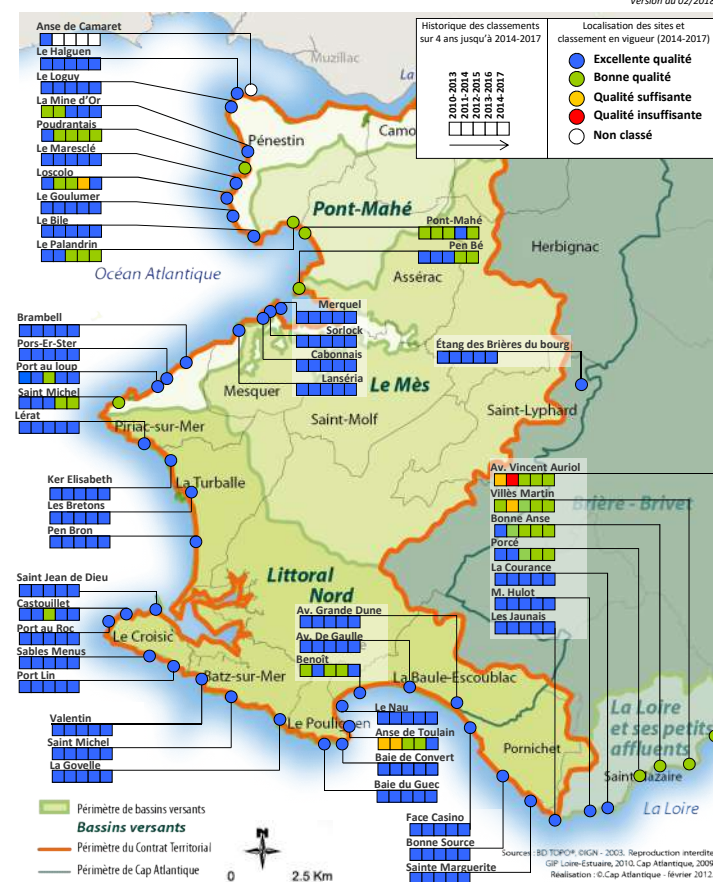 Version du 02/2018
Anse de Camaret
Le Halguen
Le Loguy
La Mine d'Or
Poudrantais
Le Maresclé
Loscolo
Le Goulumer
Le Bile
Le Palandrin
Muzillac
La
Pénestin
Camo
Historique des classements
sur 4 ans jusqu'à 2014-2017
2010-2013
2011-2014
2012-2015
2013-2016
2014-2017
Localisation des sites et
classement en vigueur (2014-2017)
Excellente qualité
Bonne qualité
Qualité suffisante
Qualité insuffisante
Non classé
Pont-Mahé
Pont-Mahé
Pen Bé
Herbignac
Océan Atlantique
Assérac
Brambell
Pors-Er-Ster
Port au loup
Saint Michel
Lérat
Merquel
Sorlock
Cabonnais
Lanséria
Étang des Brières du bourg
Mesquer
Le Mès
Saint-Molf
Saint-Lyphard
Piriac-sur-Mer
Ker Elisabeth
Les Bretons
Pen Bron
La Turballe
Av. Vincent Auriol
Villès Martin
Bonne Anse
Porcé
La Courance
M. Hulot
Les Jaunais
Brière - Brivet
Saint Jean de Dieu
Castouillet
Port au Roc
Sables Menus
Port Lin
Le Croisic
Littoral
Nord
Av. Grande Dune
Av. De Gaulle
Benoît
La Baule-Escoublac
Batz-sur-Mer
Valentin
Saint Michel
La Govelle
Le Pouliguen
Le Nau
Anse de Toulain
Baie de Convert
Baie du Guec
Pornichet
La Loire
et ses petits
affluents
Saint-Nazaire
La Loire
Face Casino
Bonne Source
Sainte Marguerite
Périmètre de bassins versants
Bassins versants
Périmètre du Contrat Territorial
Périmètre de Cap Atlantique
N
0 2.5 Km
Sources : BD TOPO®, ©IGN - 2003. Reproduction interdite
GIP Loire-Estuaire, 2010. Cap Atlantique, 2009
Réalisation : ©.Cap Atlantique - février 2012.